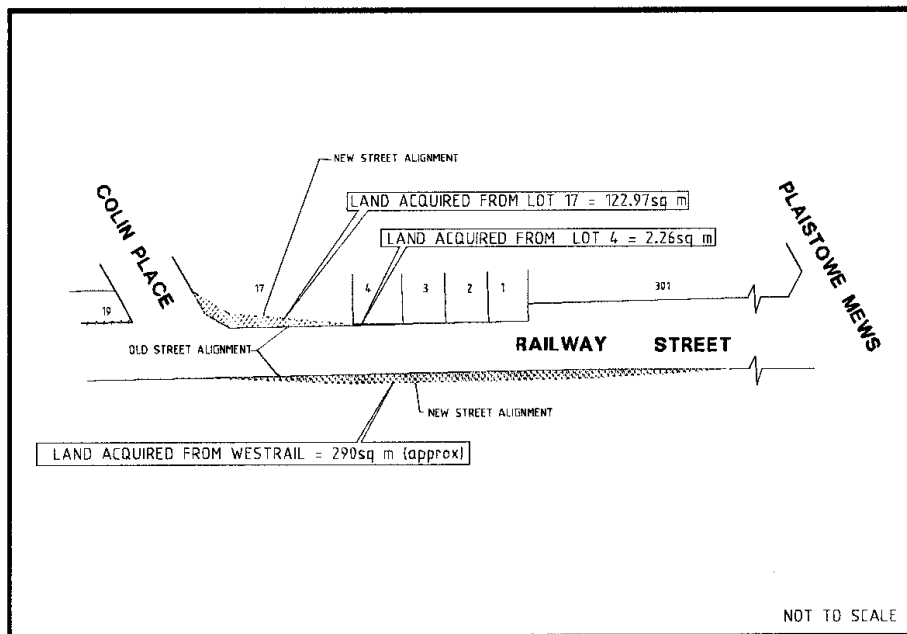 NEW STREET ALIGNMENT
COLIN PLACE
LAND ACQUIRED FROM LOT 17 = 122.97sq m
PLAISTOWE MEWS
LAND ACQUIRED FROM LOT 4 = 2.26sq m
17
4
3
2
1
301
19
OLD STREET ALIGNMENT
RAILWAY STREET
NEW STREET ALIGNMENT
LAND ACQUIRED FROM WESTRAIL = 290sq m (approx)
NOT TO SCALE